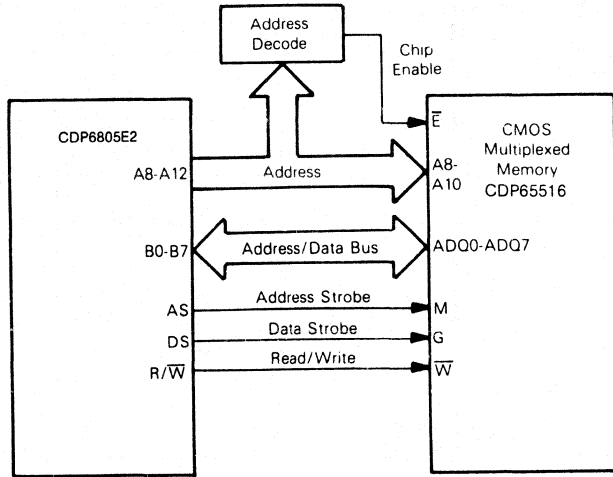 Address
Decode
Chip
Enable
CDP6805E2
E̅
CMOS
Multiplexed
Memory
CDP65516
A8-A12
Address
A8-
A10
B0-B7
Address/Data Bus
ADQ0-ADQ7
AS
Address Strobe
M
DS
Data Strobe
G
R/W̅
Read/Write
W̅